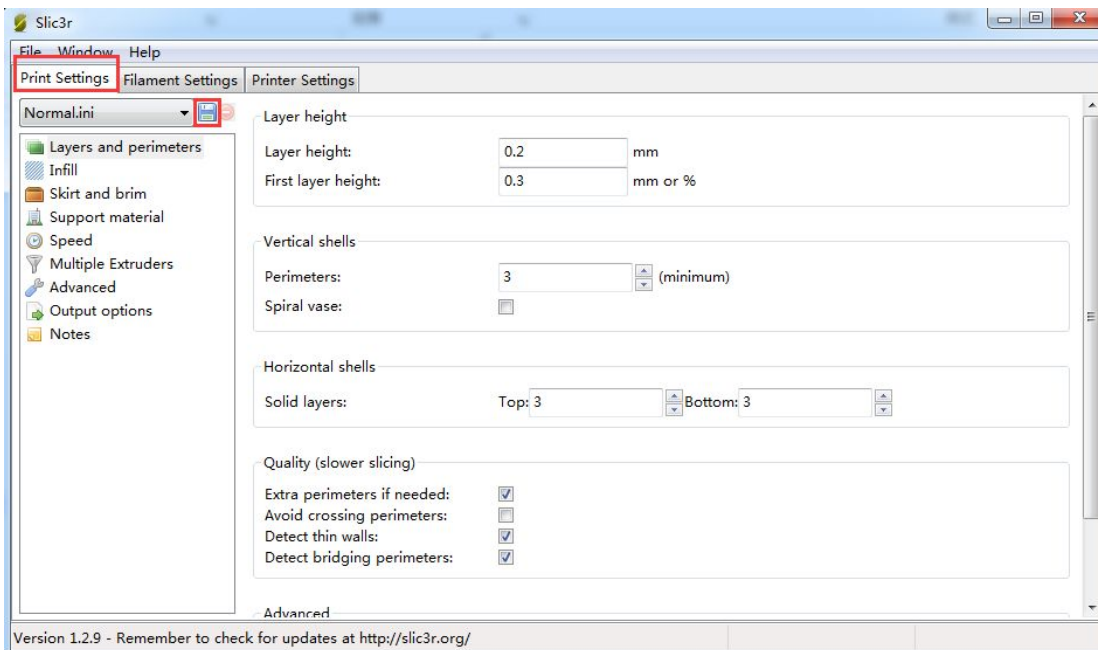 Slic3r
File Window Help
Print Settings Filament Settings Printer Settings
Normal.ini
Layers and perimeters
Infill
Skirt and brim
Support material
Speed
Multiple Extruders
Advanced
Output options
Notes
Layer height
Layer height: 0.2 mm
First layer height: 0.3 mm or %
Vertical shells
Perimeters: 3 (minimum)
Spiral vase:
Horizontal shells
Solid layers: Top: 3 Bottom: 3
Quality (slower slicing)
Extra perimeters if needed:
Avoid crossing perimeters:
Detect thin walls:
Detect bridging perimeters:
Advanced
Version 1.2.9 - Remember to check for updates at http://slic3r.org/